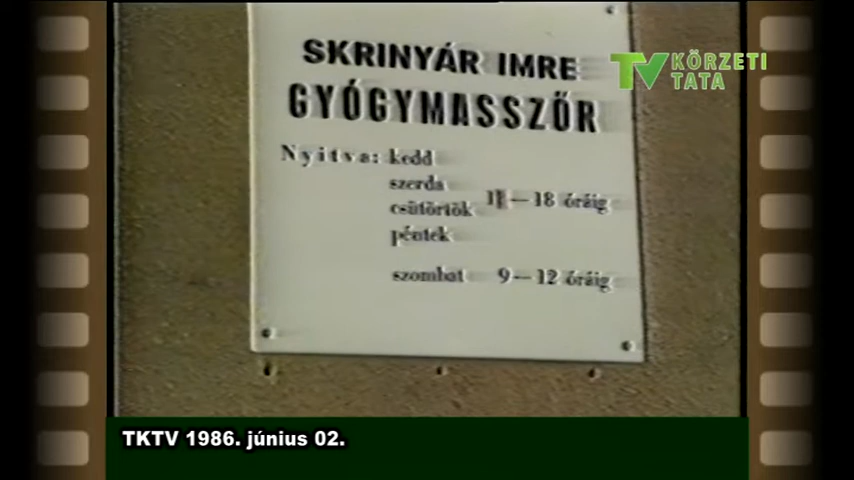 SKRINYÁR IMRE
GYÓGYMASSZŐR
Nyitva: kedd
szerda
csütörtök
11—18 óráig
péntek
szombat 9—12 óráig
TV KÖRZETI
TATA
TKTV 1986. június 02.